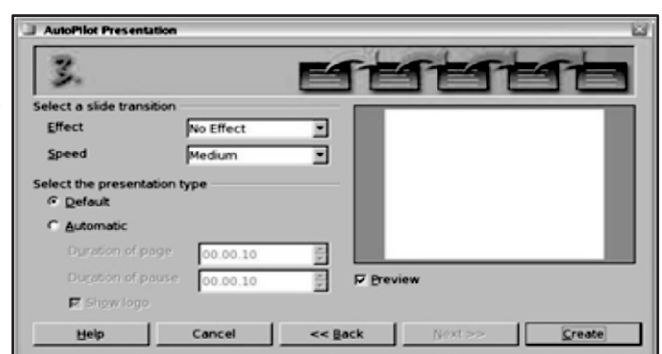 AutoPilot Presentation
3.
Select a slide transition
Effect No Effect
Speed Medium
Select the presentation type
Default
Automatic
Duration of page 00.00.10
Duration of pause 00.00.10
Show logo
Preview
Help Cancel << Back Next >> Create